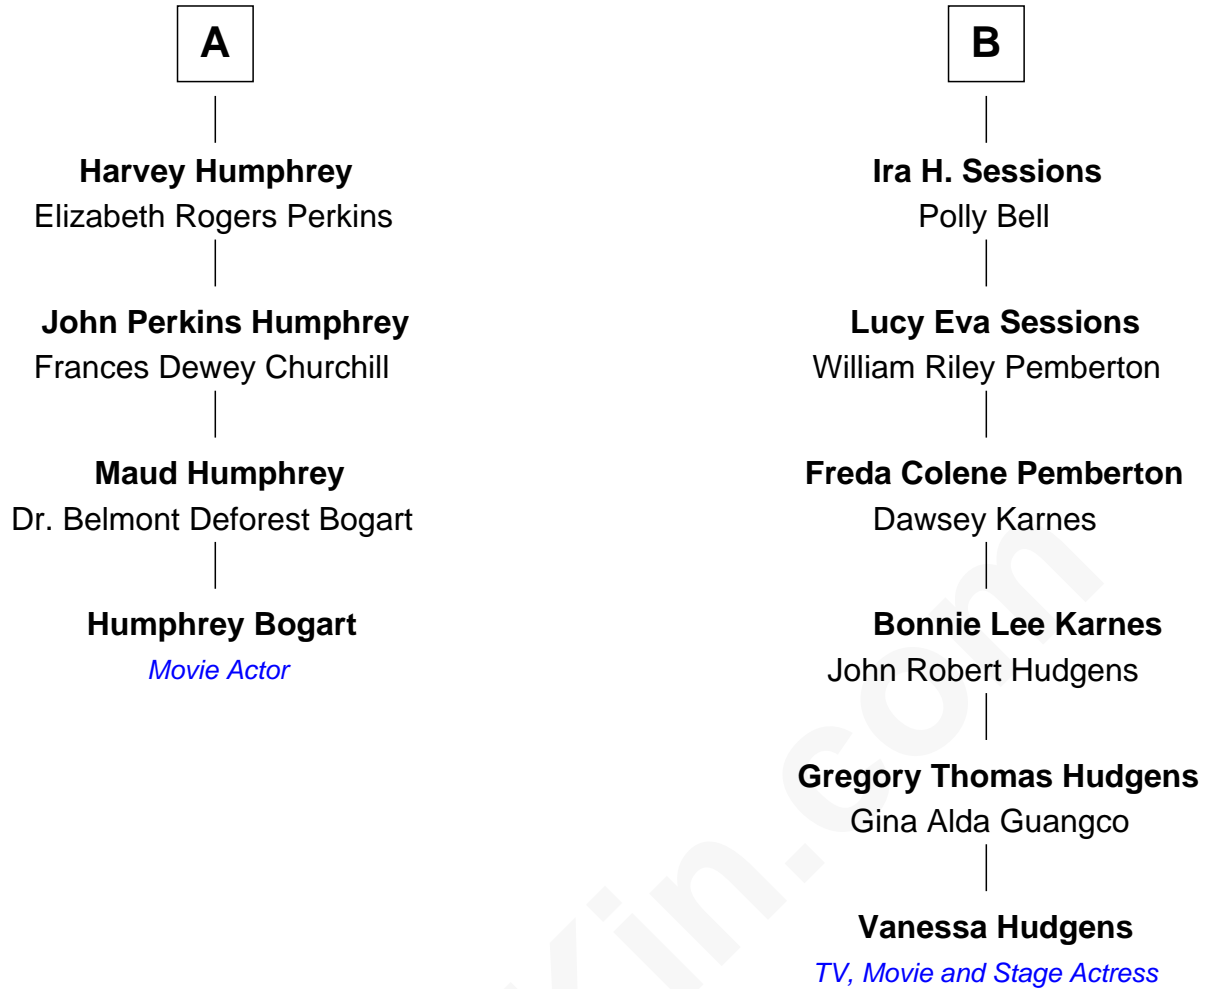 A
Harvey Humphrey
Elizabeth Rogers Perkins
John Perkins Humphrey
Frances Dewey Churchill
Maud Humphrey
Dr. Belmont Deforest Bogart
Humphrey Bogart
Movie Actor
B
Ira H. Sessions
Polly Bell
Lucy Eva Sessions
William Riley Pemberton
Freda Colene Pemberton
Dawsey Karnes
Bonnie Lee Karnes
John Robert Hudgens
Gregory Thomas Hudgens
Gina Alda Guangco
Vanessa Hudgens
TV, Movie and Stage Actress